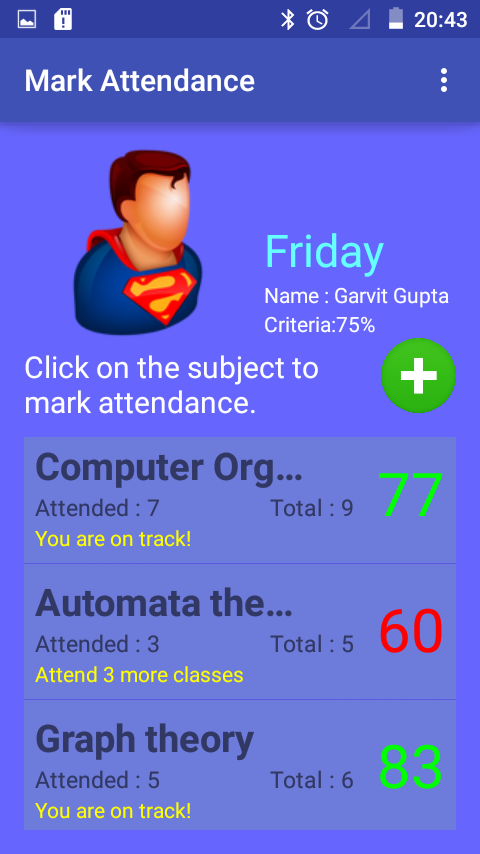 20:43
Mark Attendance
Friday
Name : Garvit Gupta
Criteria:75%
Click on the subject to
mark attendance.
Computer Org...
77
Attended : 7 Total : 9
You are on track!
Automata the...
60
Attended : 3 Total : 5
Attend 3 more classes
Graph theory
83
Attended : 5 Total : 6
You are on track!